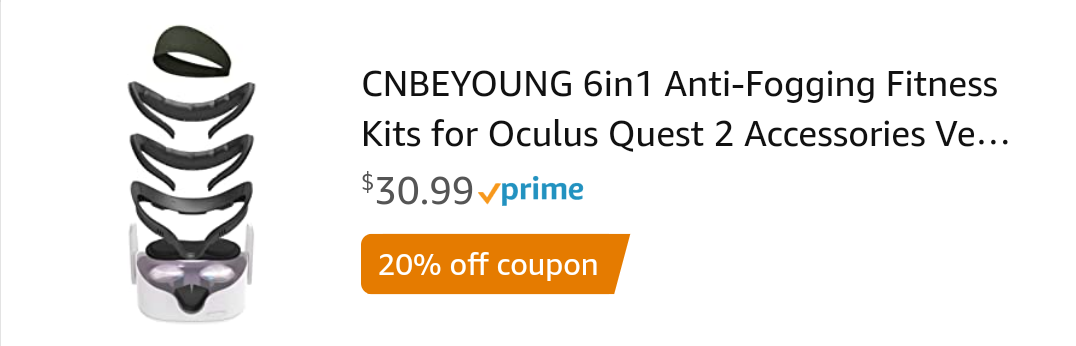 CNBEYOUNG 6in1 Anti-Fogging Fitness
Kits for Oculus Quest 2 Accessories Ve...
$30.99 prime
20% off coupon